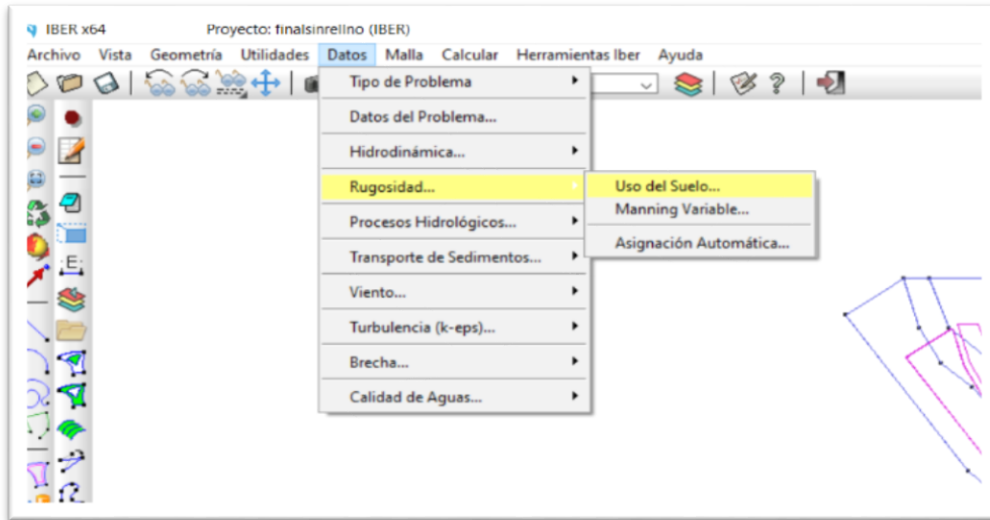 IBER x64 Proyecto: finalsinrellno (IBER)
Archivo Vista Geometría Utilidades Datos Malla Calcular Herramientas Iber Ayuda
Tipo de Problema
Datos del Problema...
Hidrodinámica...
Rugosidad...
Uso del Suelo...
Manning Variable...
Asignación Automática...
Procesos Hidrológicos...
Transporte de Sedimentos...
Viento...
Turbulencia (k-eps)...
Brecha...
Calidad de Aguas...
:E: